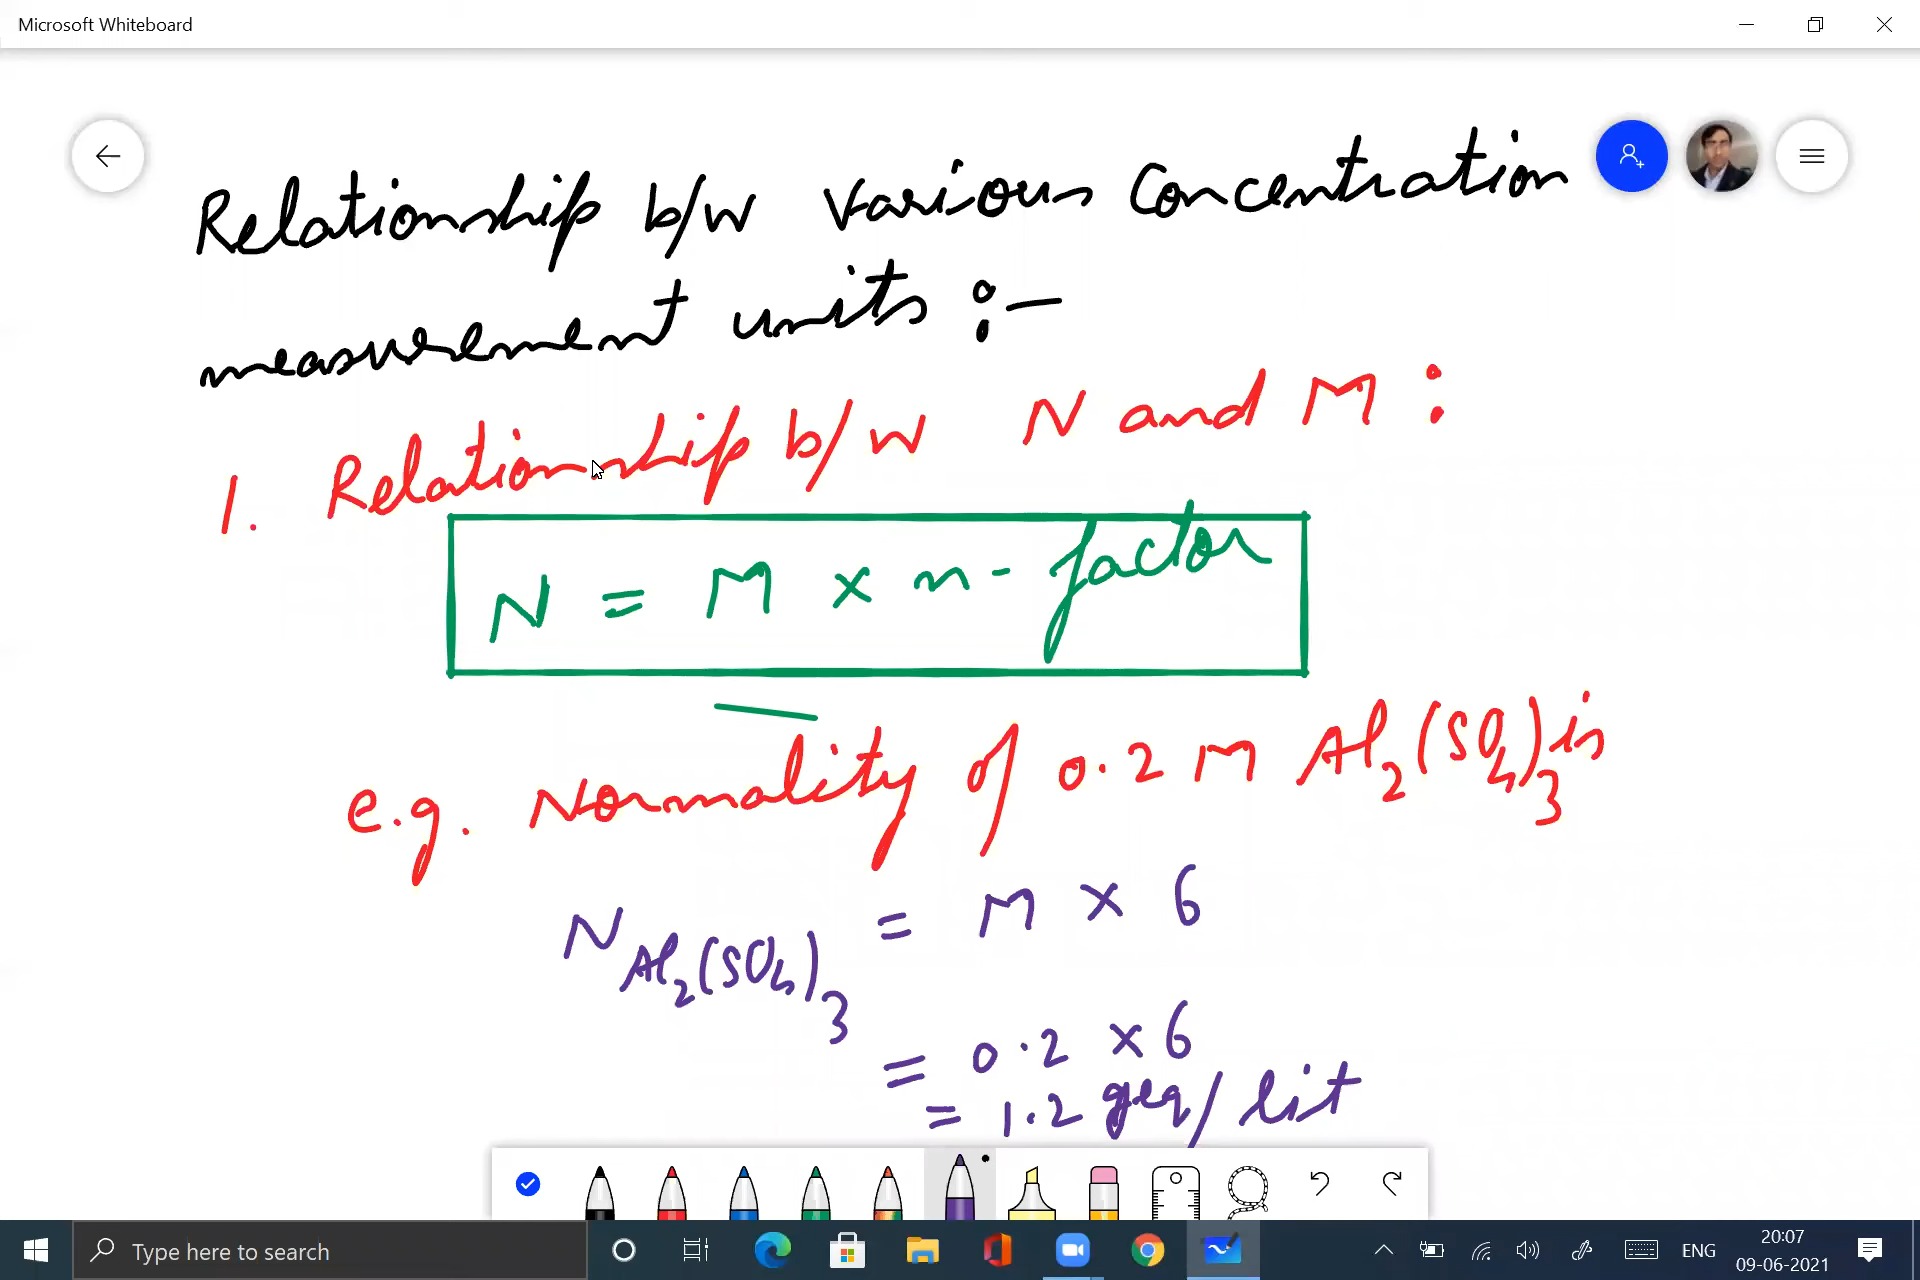 Microsoft Whiteboard
Relationship b/w various Concentration
measurement units :-
1. Relationship b/w N and M :
N = M × n-factor
e.g. Normality of 0.2 M Al₂(SO₄)₃ is
N Al₂(SO₄)₃ = M × 6
= 0.2 × 6
= 1.2 geq/lit
Type here to search
ENG
20:07
09-06-2021